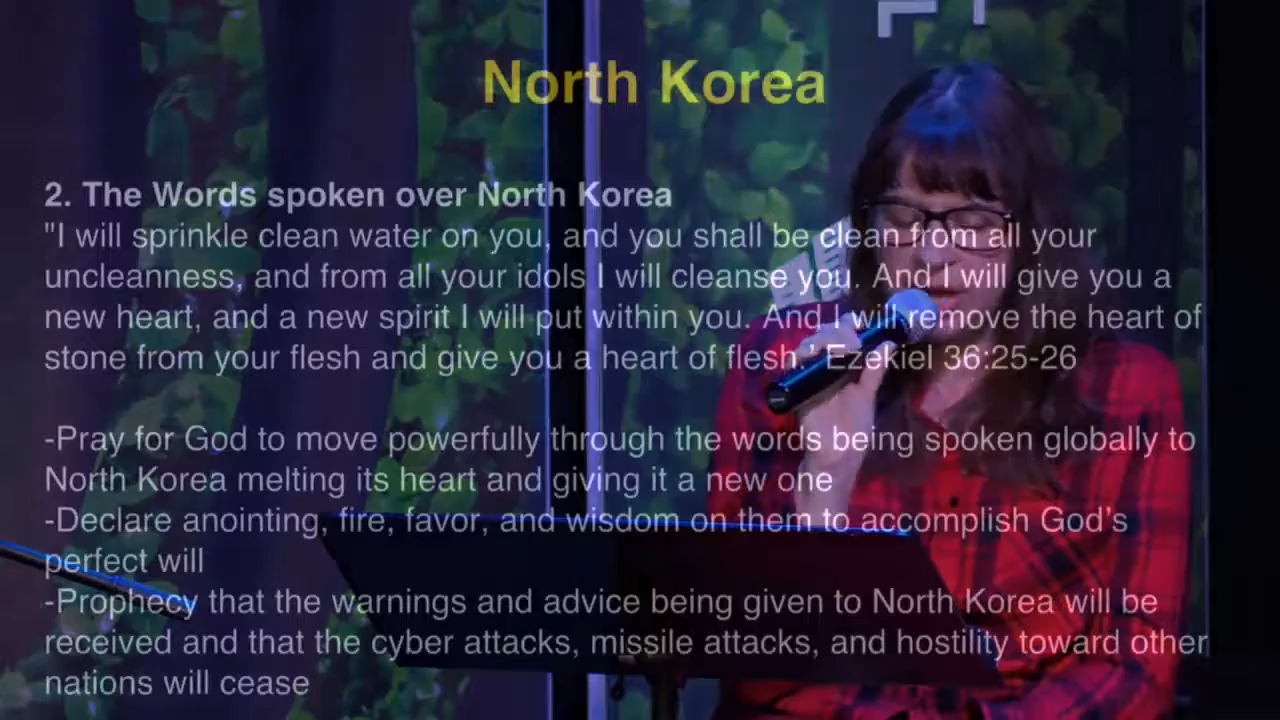 North Korea
2. The Words spoken over North Korea
"I will sprinkle clean water on you, and you shall be clean from all your
uncleanness, and from all your idols I will cleanse you. And I will give you a
new heart, and a new spirit I will put within you. And I will remove the heart of
stone from your flesh and give you a heart of flesh.’ Ezekiel 36:25-26
-Pray for God to move powerfully through the words being spoken globally to
North Korea melting its heart and giving it a new one
-Declare anointing, fire, favor, and wisdom on them to accomplish God’s
perfect will
-Prophecy that the warnings and advice being given to North Korea will be
received and that the cyber attacks, missile attacks, and hostility toward other
nations will cease